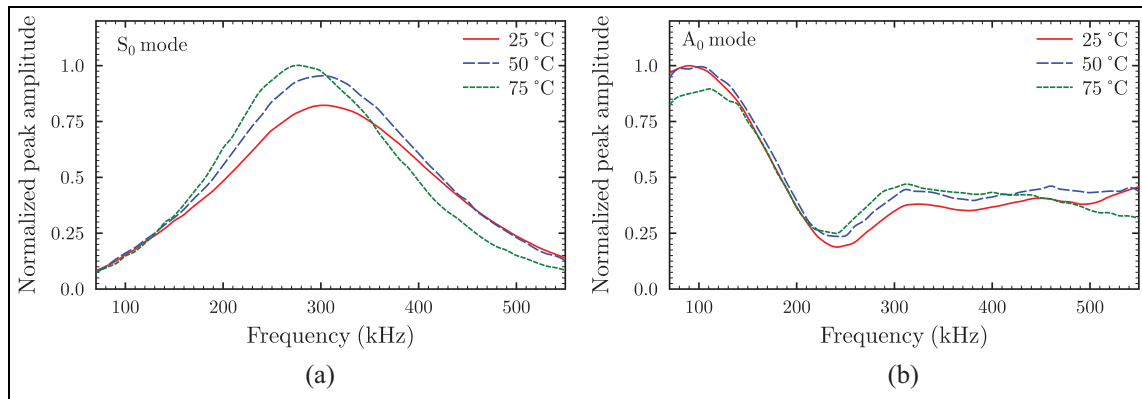 S0 mode
25 °C
50 °C
75 °C
Normalized peak amplitude
1.0
0.75
0.5
0.25
0.0
100 200 300 400 500
Frequency (kHz)
(a)
A0 mode
25 °C
50 °C
75 °C
Normalized peak amplitude
1.0
0.75
0.5
0.25
0.0
100 200 300 400 500
Frequency (kHz)
(b)